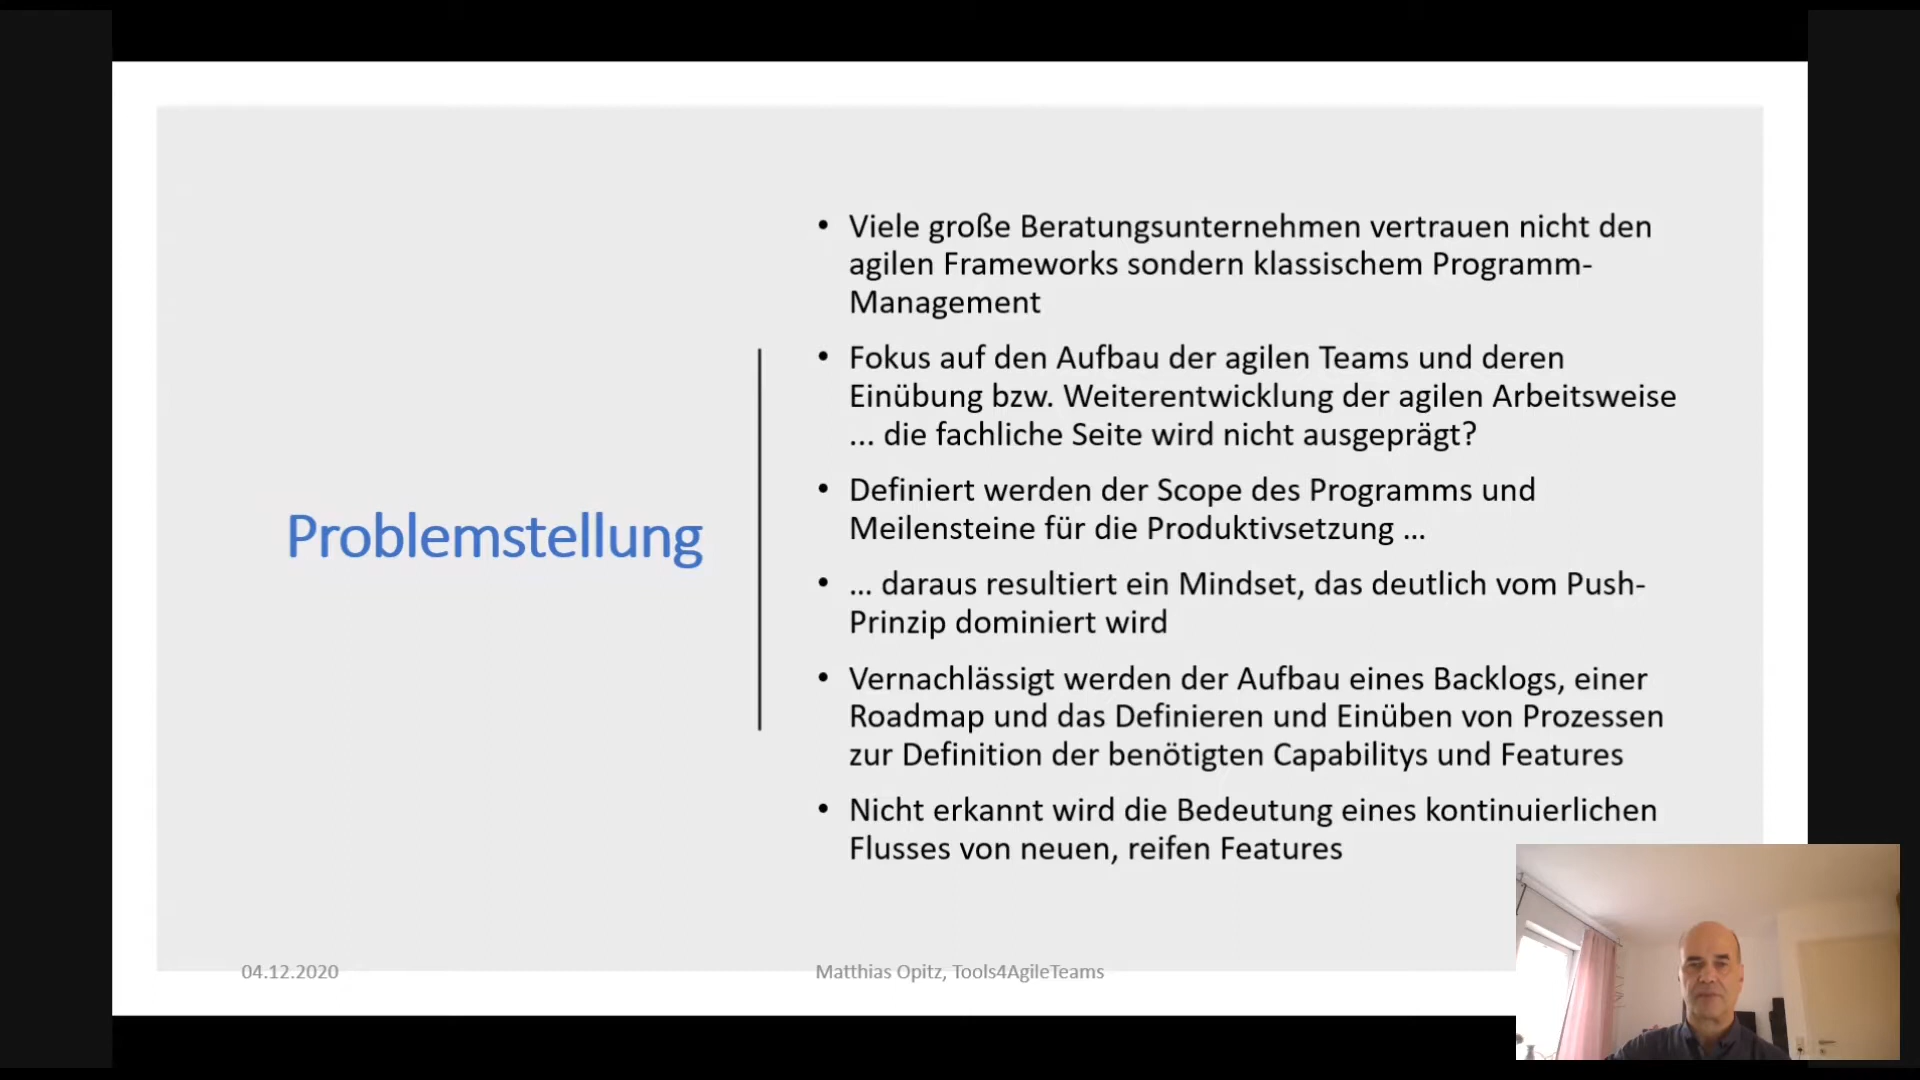 Problemstellung
• Viele große Beratungsunternehmen vertrauen nicht den
agilen Frameworks sondern klassischem Programm-
Management
• Fokus auf den Aufbau der agilen Teams und deren
Einübung bzw. Weiterentwicklung der agilen Arbeitsweise
... die fachliche Seite wird nicht ausgeprägt?
• Definiert werden der Scope des Programms und
Meilensteine für die Produktivsetzung ...
• ... daraus resultiert ein Mindset, das deutlich vom Push-
Prinzip dominiert wird
• Vernachlässigt werden der Aufbau eines Backlogs, einer
Roadmap und das Definieren und Einüben von Prozessen
zur Definition der benötigten Capabilitys und Features
• Nicht erkannt wird die Bedeutung eines kontinuierlichen
Flusses von neuen, reifen Features
04.12.2020
Matthias Opitz, Tools4AgileTeams